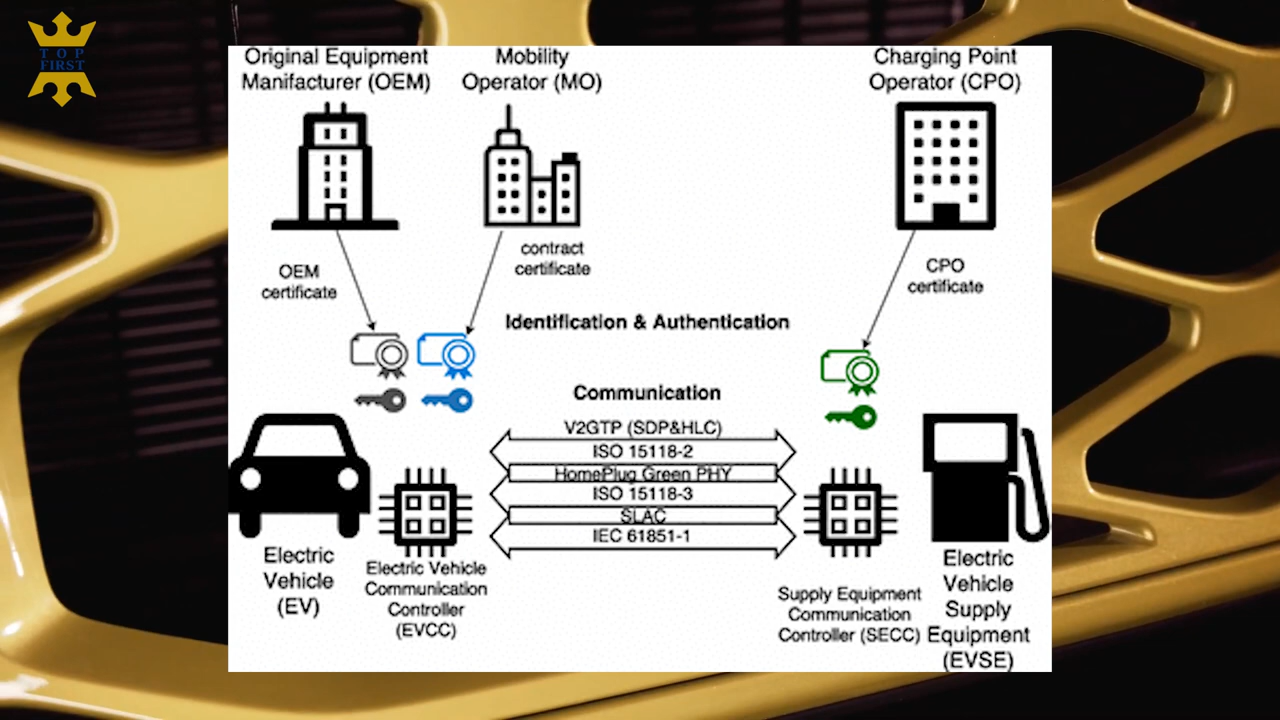 TOP
FIRST
Original Equipment
Manifacturer (OEM)
Mobility
Operator (MO)
Charging Point
Operator (CPO)
OEM
certificate
contract
certificate
CPO
certificate
Identification & Authentication
Communication
V2GTP (SDP&HLC)
ISO 15118-2
HomePlug Green PHY
ISO 15118-3
SLAC
IEC 61851-1
Electric
Vehicle
(EV)
Electric Vehicle
Communication
Controller
(EVCC)
Supply Equipment
Communication
Controller (SECC)
Electric
Vehicle
Supply
Equipment
(EVSE)